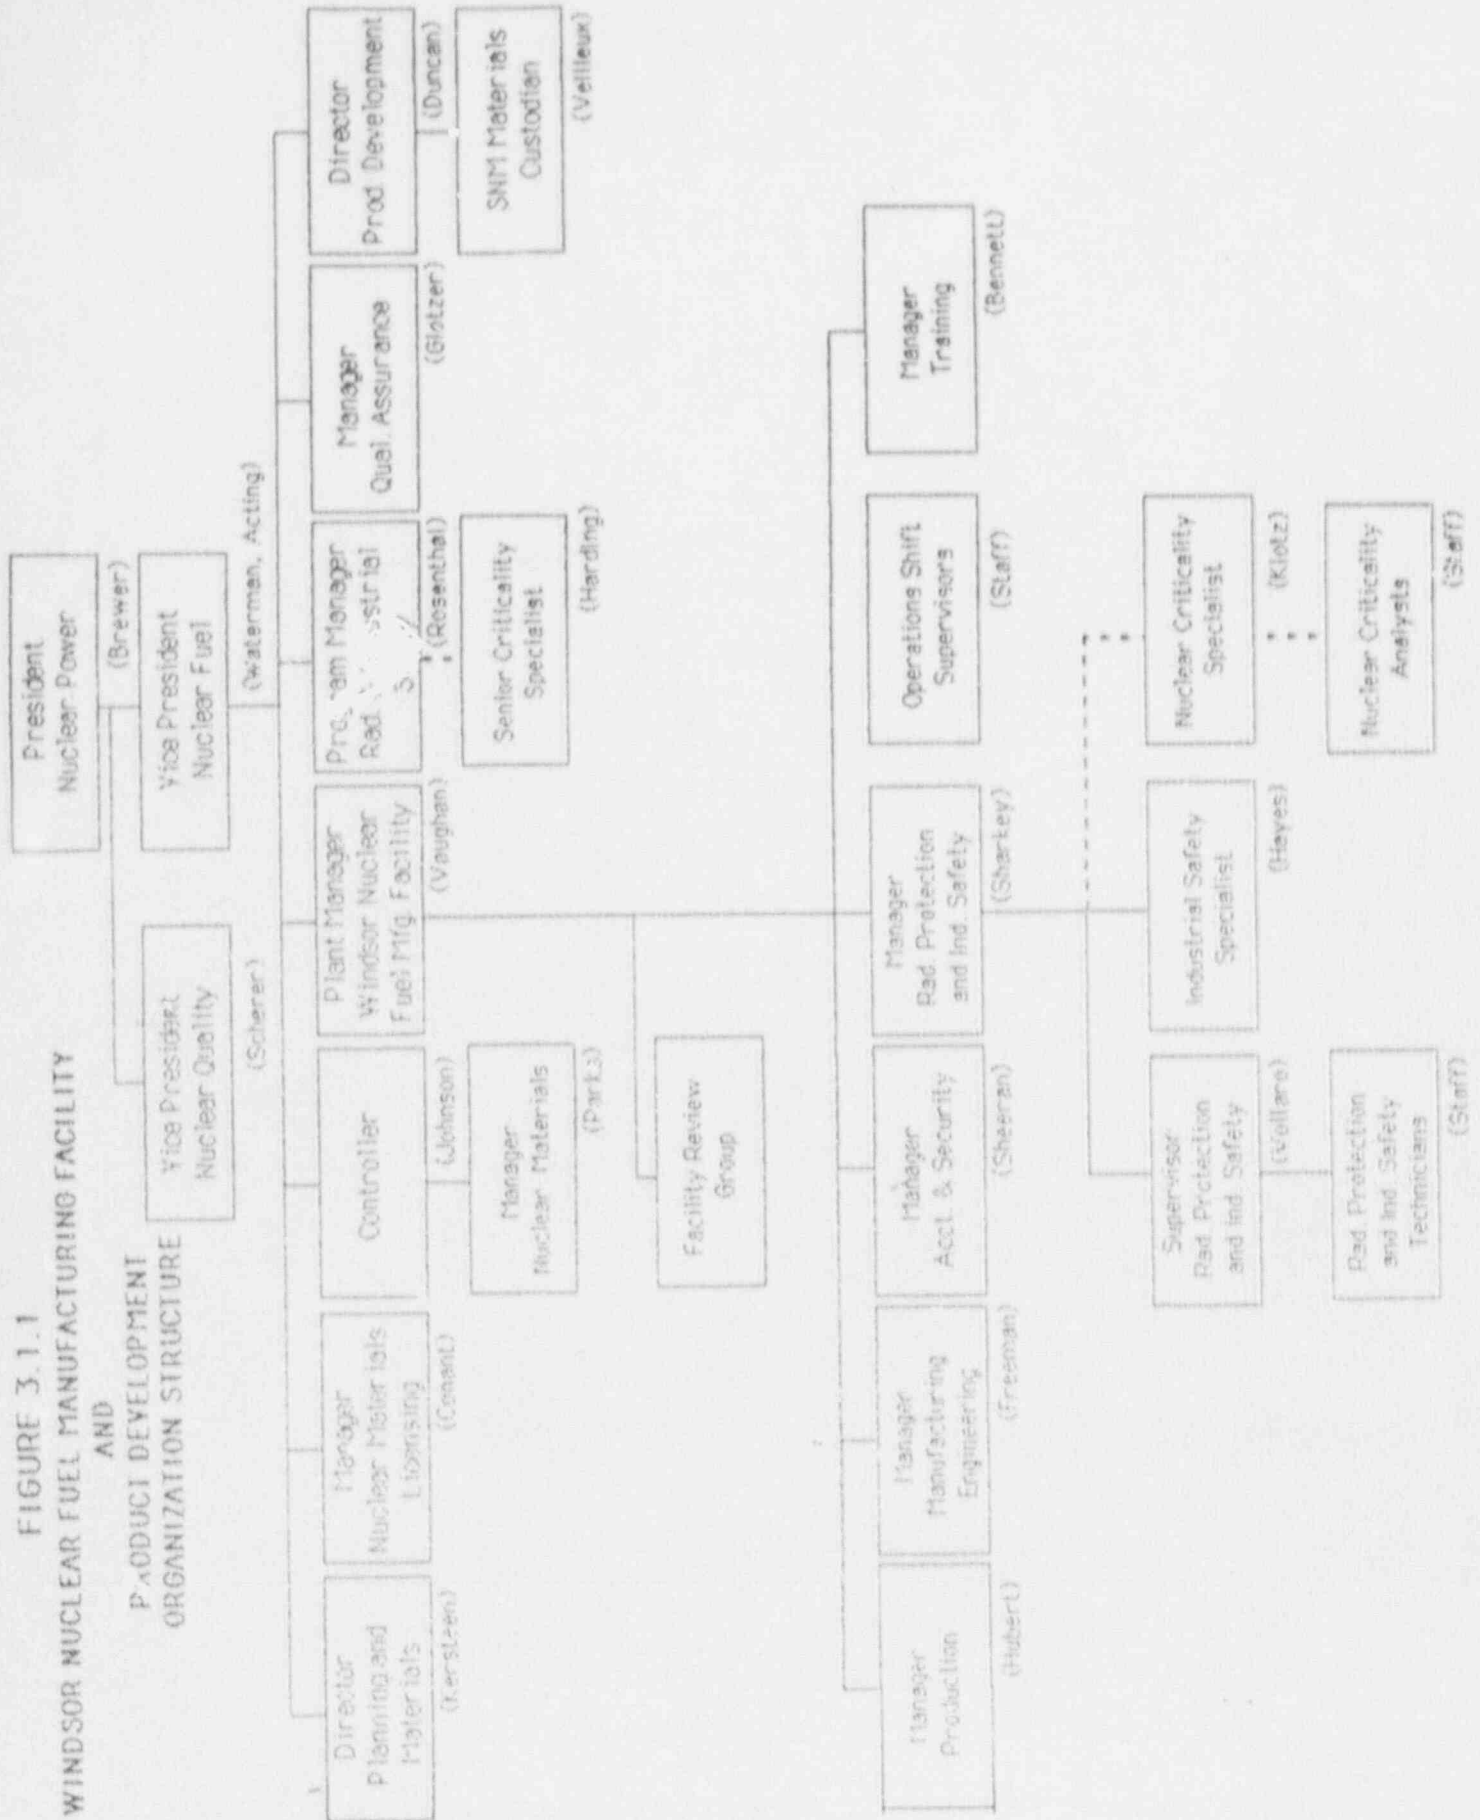 FIGURE 3.1.1
WINDSOR NUCLEAR FUEL MANUFACTURING FACILITY
AND
PRODUCT DEVELOPMENT
ORGANIZATION STRUCTURE
President
Nuclear Power
(Brewer)
Vice President
Nuclear Quality
(Scherer)
Vice President
Nuclear Fuel
(Waterman, Acting)
Director
Planning and
Materials
(Kersteen)
Manager
Nuclear Materials
Licensing
(Conant)
Controller
(Johnson)
Manager
Nuclear Materials
(Parks)
Plant Manager
Windsor Nuclear
Fuel Mfg. Facility
(Vaughan)
Manager
Rad.
(Rosenthal)
Senior Criticality
Specialist
(Harding)
Manager
Qual. Assurance
(Glotzer)
Director
Prod Development
(Duncan)
SNM Materials
Custodian
(Veilleux)
Facility Review
Group
Manager
Production
(Hubert)
Manager
Manufacturing
Engineering
(Freeman)
Manager
Acct. & Security
(Sheeran)
Manager
Rad. Protection
and Ind. Safety
(Sharkey)
Operations Shift
Supervisors
(Staff)
Manager
Training
(Bennett)
Supervisor
Rad. Protection
and Ind. Safety
(Vollaro)
Industrial Safety
Specialist
(Hayes)
Nuclear Criticality
Specialist
(Klotz)
Rad. Protection
and Ind. Safety
Technicians
(Staff)
Nuclear Criticality
Analysts
(Staff)